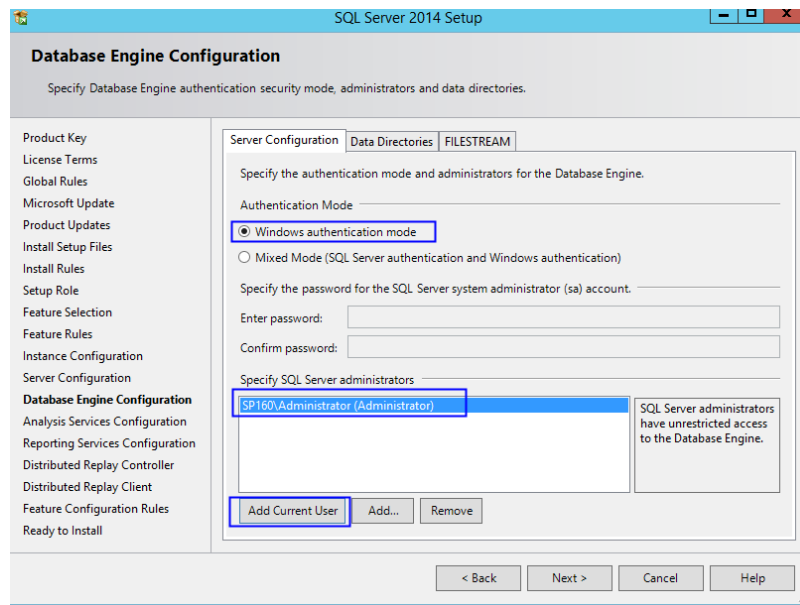 SQL Server 2014 Setup
Database Engine Configuration
Specify Database Engine authentication security mode, administrators and data directories.
Product Key
License Terms
Global Rules
Microsoft Update
Product Updates
Install Setup Files
Install Rules
Setup Role
Feature Selection
Feature Rules
Instance Configuration
Server Configuration
Database Engine Configuration
Analysis Services Configuration
Reporting Services Configuration
Distributed Replay Controller
Distributed Replay Client
Feature Configuration Rules
Ready to Install
Server Configuration Data Directories FILESTREAM
Specify the authentication mode and administrators for the Database Engine.
Authentication Mode
Windows authentication mode
Mixed Mode (SQL Server authentication and Windows authentication)
Specify the password for the SQL Server system administrator (sa) account.
Enter password:
Confirm password:
Specify SQL Server administrators
SP160\Administrator (Administrator)
SQL Server administrators
have unrestricted access
to the Database Engine.
Add Current User Add... Remove
< Back Next > Cancel Help